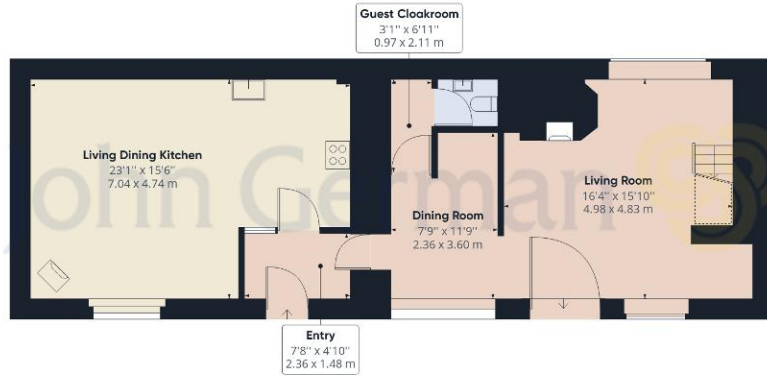 Guest Cloakroom
3'1" x 6'11"
0.97 x 2.11 m
Living Dining Kitchen
23'1" x 15'6"
7.04 x 4.74 m
Living Room
16'4" x 15'10"
4.98 x 4.83 m
Dining Room
7'9" x 11'9"
2.36 x 3.60 m
John German
Entry
7'8" x 4'10"
2.36 x 1.48 m